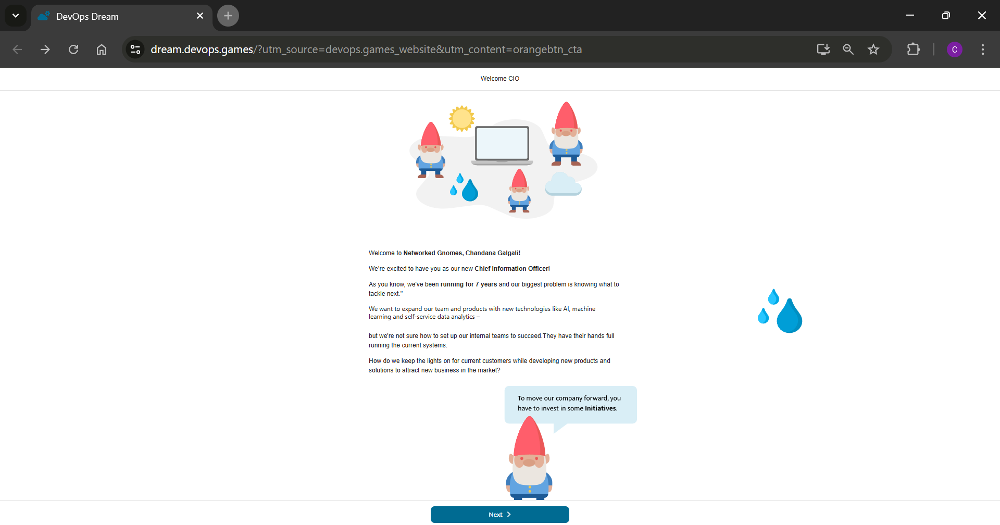 DevOps Dream
dream.devops.games/?utm_source=devops.games_website&utm_content=orangebtn_cta
C
Welcome CIO
Welcome to Networked Gnomes, Chandana Galgali!
We're excited to have you as our new Chief Information Officer!
As you know, we've been running for 7 years and our biggest problem is knowing what to
tackle next."
We want to expand our team and products with new technologies like AI, machine
learning and self-service data analytics –
but we're not sure how to set up our internal teams to succeed.They have their hands full
running the current systems.
How do we keep the lights on for current customers while developing new products and
solutions to attract new business in the market?
To move our company forward, you
have to invest in some Initiatives.
Next